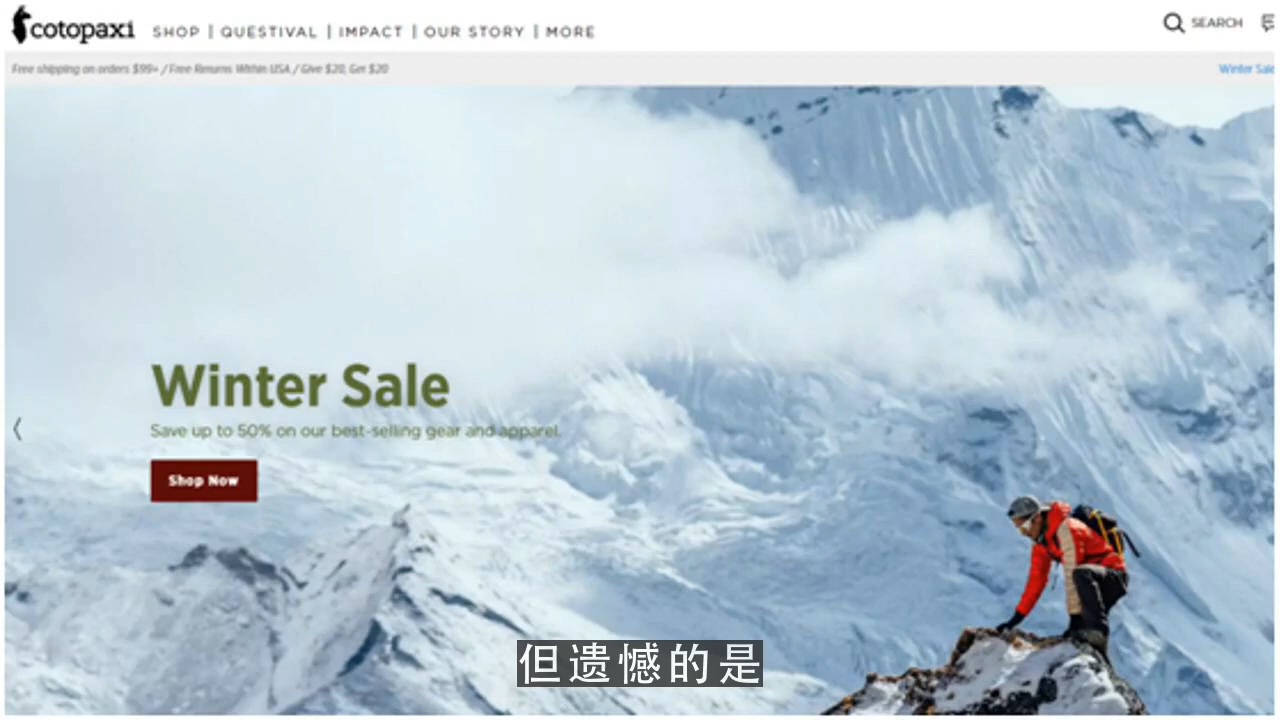 cotopaxi SHOP | QUESTIVAL | IMPACT | OUR STORY | MORE SEARCH
Free shipping on orders $99+ / Free Returns Within USA / Give $20, Get $20 Winter Sale
Winter Sale
Save up to 50% on our best-selling gear and apparel.
Shop Now
但遗憾的是